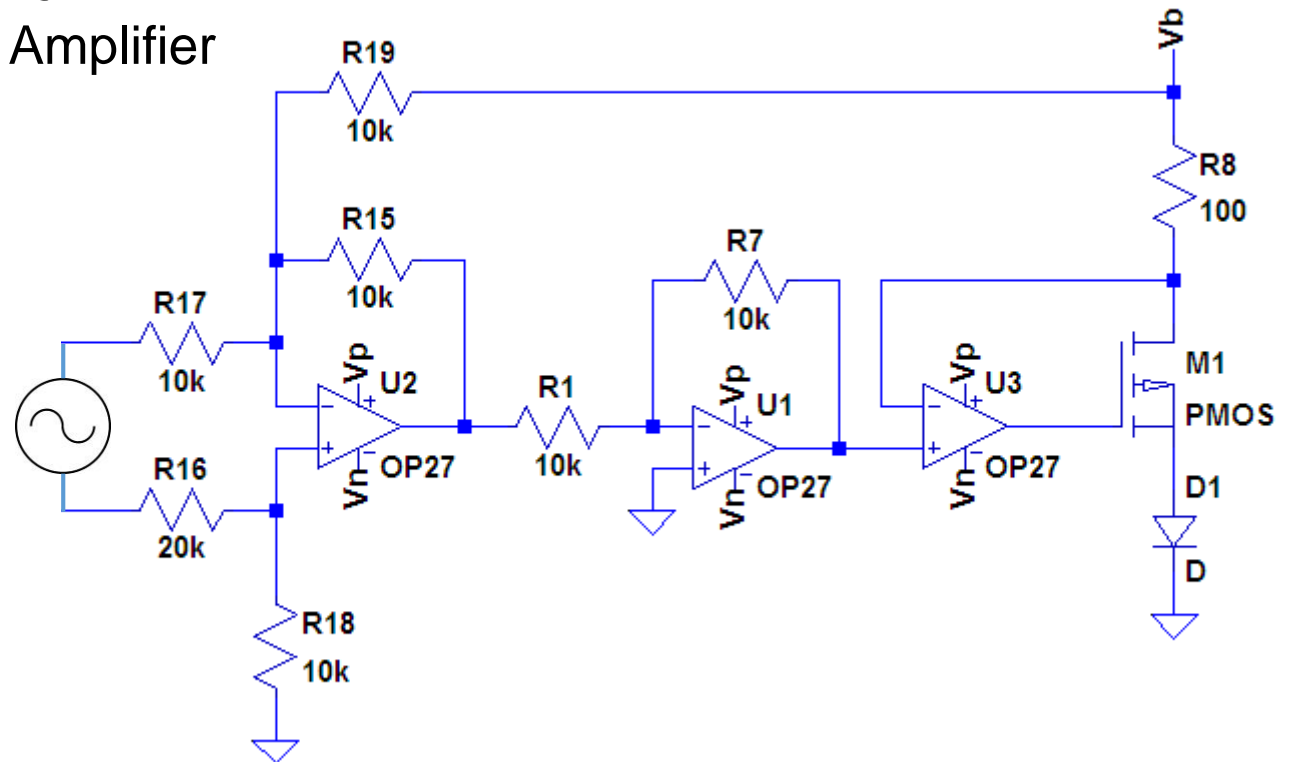 Amplifier
R19
10k
Vb
R8
100
R15
10k
R7
10k
R17
10k
Vp
U2
R1
10k
Vp
U1
Vp
U3
M1
PMOS
-
+
+
-
OP27
Vn
-
+
+
-
OP27
Vn
-
+
+
-
OP27
Vn
R16
20k
D1
D
R18
10k